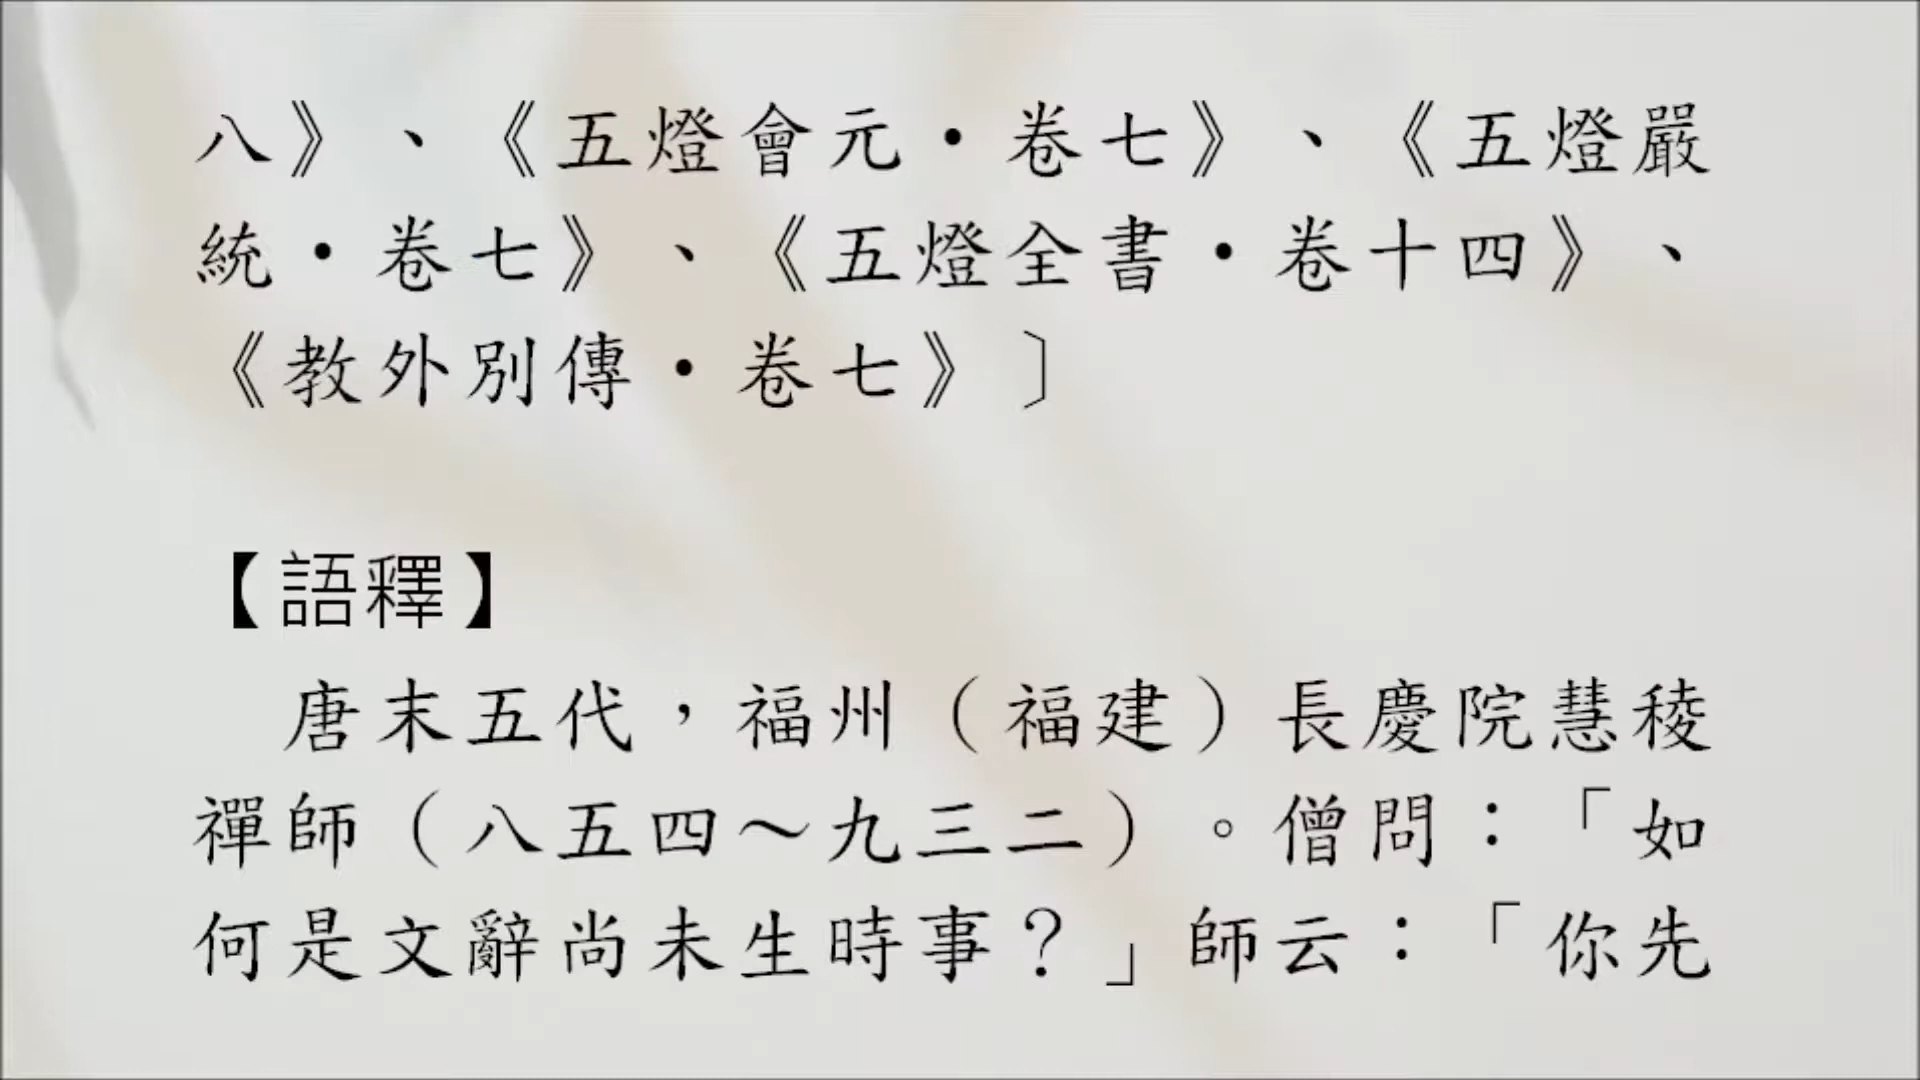 八》、《五燈會元・卷七》、《五燈嚴
統・卷七》、《五燈全書・卷十四》、
《教外別傳・卷七》〕
【語釋】
唐末五代，福州（福建）長慶院慧稜
禪師（八五四～九三二）。僧問：「如
何是文辭尚未生時事？」師云：「你先